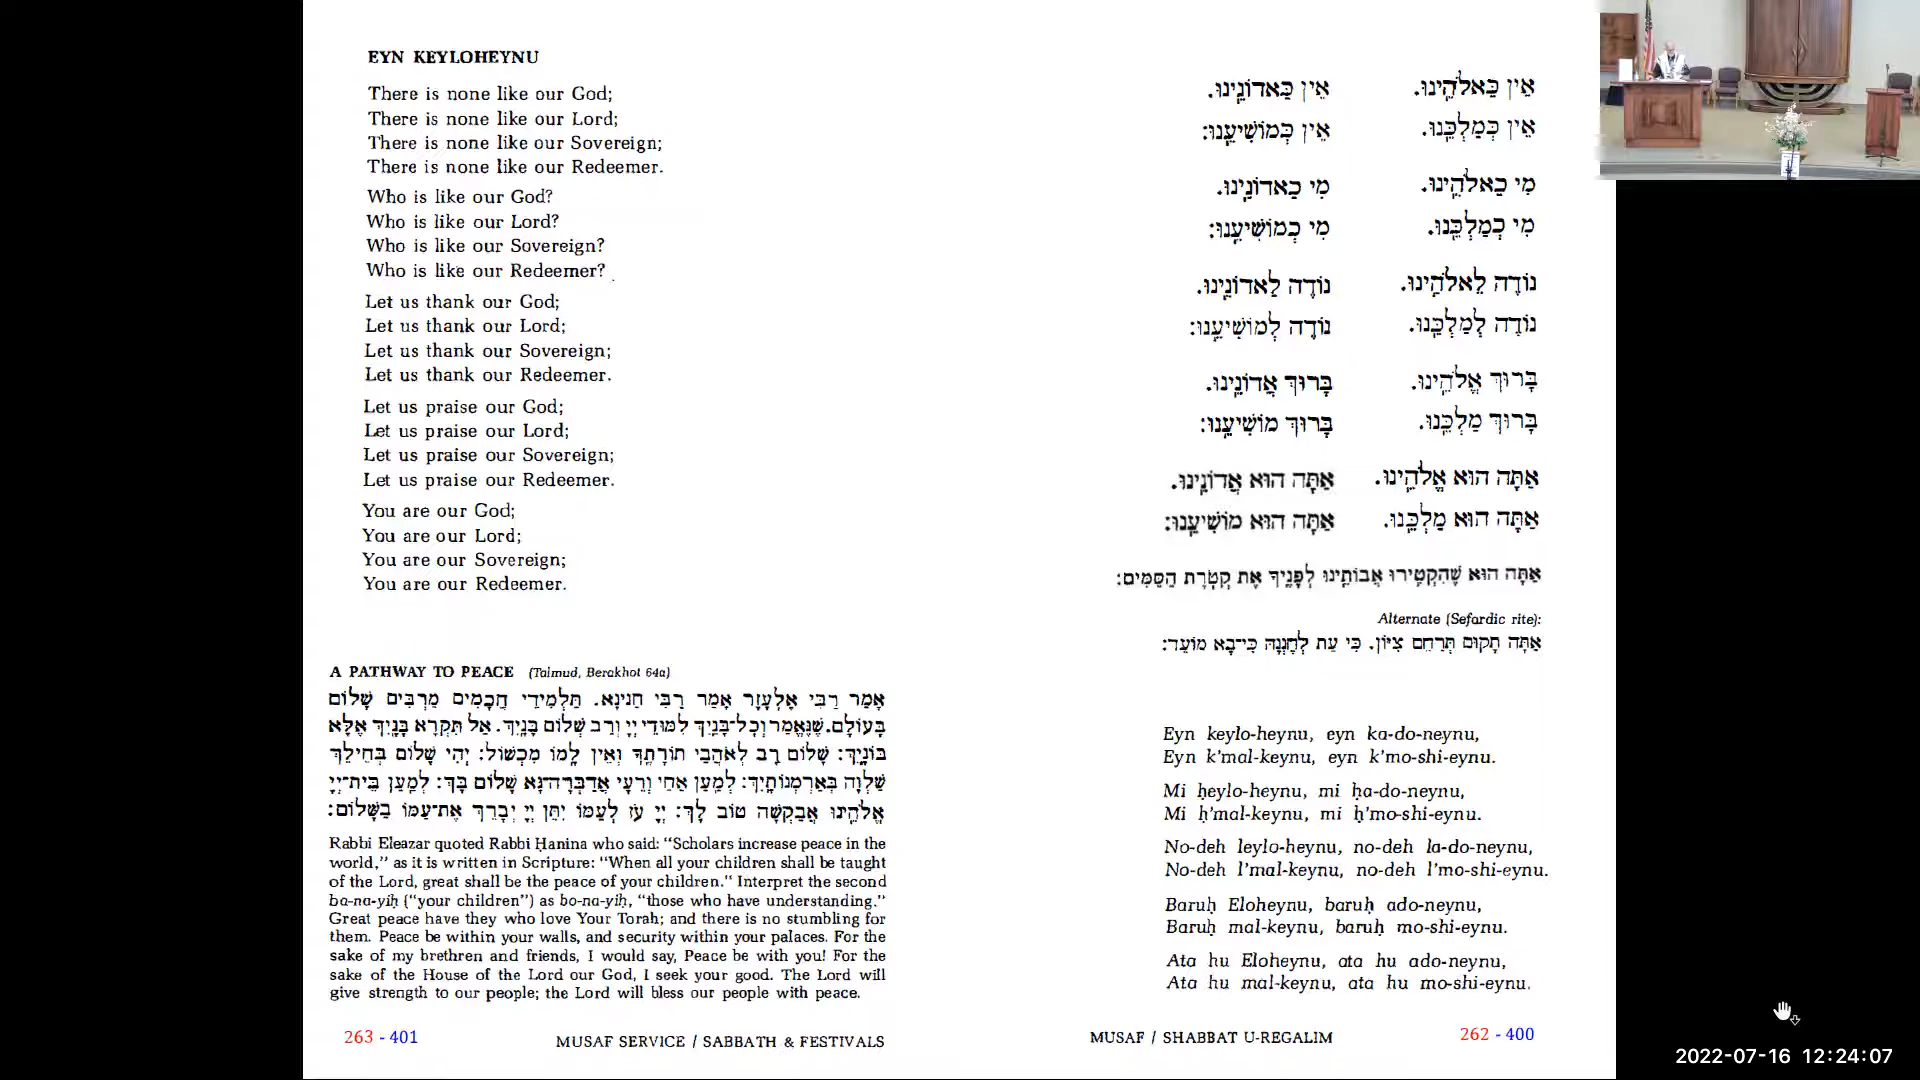 EYN KEYLOHEYNU
There is none like our God;
There is none like our Lord;
There is none like our Sovereign;
There is none like our Redeemer.
Who is like our God?
Who is like our Lord?
Who is like our Sovereign?
Who is like our Redeemer?
Let us thank our God;
Let us thank our Lord;
Let us thank our Sovereign;
Let us thank our Redeemer.
Let us praise our God;
Let us praise our Lord;
Let us praise our Sovereign;
Let us praise our Redeemer.
You are our God;
You are our Lord;
You are our Sovereign;
You are our Redeemer.
A PATHWAY TO PEACE (Talmud, Berakhot 64a)
אָמַר רַבִּי אֶלְעָזָר אָמַר רַבִּי חֲנִינָא. תַּלְמִידֵי חֲכָמִים מַרְבִּים שָׁלוֹם
בָּעוֹלָם. שֶׁנֶּאֱמַר וְכָל־בָּנַֽיִךְ לִמּוּדֵי יְיָ וְרַב שְׁלוֹם בָּנָֽיִךְ. אַל תִּקְרָא בָּנָֽיִךְ אֶלָּא
בּוֹנָֽיִךְ: שָׁלוֹם רָב לְאֹהֲבֵי תוֹרָתֶֽךָ וְאֵין לָֽמוֹ מִכְשׁוֹל: יְהִי שָׁלוֹם בְּחֵילֵךְ
שַׁלְוָה בְּאַרְמְנוֹתָֽיִךְ: לְמַֽעַן אַחַי וְרֵעָי אֲדַבְּרָה־נָּא שָׁלוֹם בָּךְ: לְמַֽעַן בֵּית־יְיָ
אֱלֹהֵֽינוּ אֲבַקְשָׁה טוֹב לָךְ: יְיָ עֹז לְעַמּוֹ יִתֵּן יְיָ יְבָרֵךְ אֶת־עַמּוֹ בַשָּׁלוֹם:
Rabbi Eleazar quoted Rabbi Ḥanina who said: “Scholars increase peace in the
world,” as it is written in Scripture: “When all your children shall be taught
of the Lord, great shall be the peace of your children.” Interpret the second
ba-na-yiḥ (“your children”) as bo-na-yiḥ, “those who have understanding.”
Great peace have they who love Your Torah; and there is no stumbling for
them. Peace be within your walls, and security within your palaces. For the
sake of my brethren and friends, I would say, Peace be with you! For the
sake of the House of the Lord our God, I seek your good. The Lord will
give strength to our people; the Lord will bless our people with peace.
263 - 401 MUSAF SERVICE / SABBATH & FESTIVALS
אֵין כֵּאלֹהֵֽינוּ. אֵין כַּאדוֹנֵֽינוּ.
אֵין כְּמַלְכֵּֽנוּ. אֵין כְּמוֹשִׁיעֵֽנוּ:
מִי כֵאלֹהֵֽינוּ. מִי כַאדוֹנֵֽינוּ.
מִי כְמַלְכֵּֽנוּ. מִי כְמוֹשִׁיעֵֽנוּ:
נוֹדֶה לֵאלֹהֵֽינוּ. נוֹדֶה לַאדוֹנֵֽינוּ.
נוֹדֶה לְמַלְכֵּֽנוּ. נוֹדֶה לְמוֹשִׁיעֵֽנוּ:
בָּרוּךְ אֱלֹהֵֽינוּ. בָּרוּךְ אֲדוֹנֵֽינוּ.
בָּרוּךְ מַלְכֵּֽנוּ. בָּרוּךְ מוֹשִׁיעֵֽנוּ:
אַתָּה הוּא אֱלֹהֵֽינוּ. אַתָּה הוּא אֲדוֹנֵֽינוּ.
אַתָּה הוּא מַלְכֵּֽנוּ. אַתָּה הוּא מוֹשִׁיעֵֽנוּ:
אַתָּה הוּא שֶׁהִקְטִֽירוּ אֲבוֹתֵֽינוּ לְפָנֶֽיךָ אֶת קְטֹֽרֶת הַסַּמִּים:
Alternate (Sefardic rite):
אַתָּה תָקוּם תְּרַחֵם צִיּוֹן. כִּי עֵת לְחֶנְנָהּ כִּי־בָא מוֹעֵד:
Eyn keylo-heynu, eyn ka-do-neynu,
Eyn k’mal-keynu, eyn k’mo-shi-eynu.
Mi ḥeylo-heynu, mi ḥa-do-neynu,
Mi ḥ’mal-keynu, mi ḥ’mo-shi-eynu.
No-deh leylo-heynu, no-deh la-do-neynu,
No-deh l’mal-keynu, no-deh l’mo-shi-eynu.
Baruḥ Eloheynu, baruḥ ado-neynu,
Baruḥ mal-keynu, baruḥ mo-shi-eynu.
Ata hu Eloheynu, ata hu ado-neynu,
Ata hu mal-keynu, ata hu mo-shi-eynu.
MUSAF / SHABBAT U-REGALIM 262 - 400
2022-07-16 12:24:07